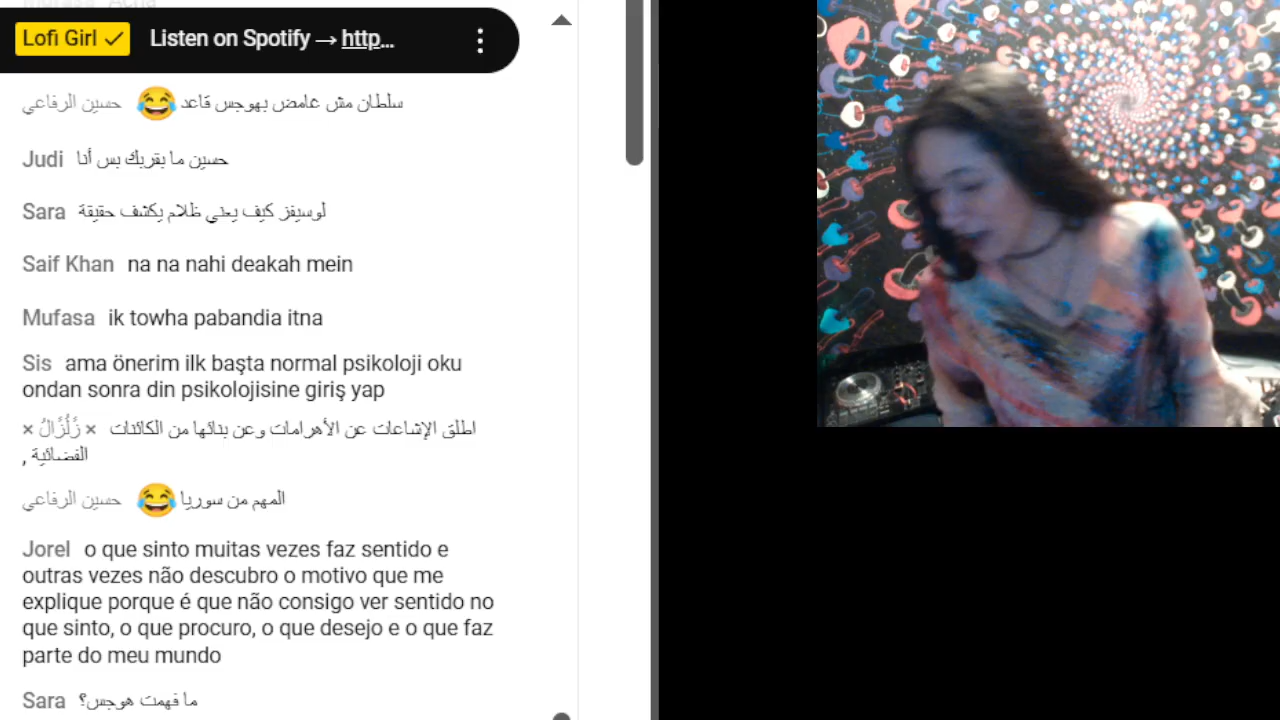 Lofi Girl ✓ Listen on Spotify → http...
حسين الرفاعي 😂 سلطان مش غامض بهوجس قاعد
Judi حسين ما بقربك بس أنا
Sara لوسيفز كيف يعني ظلام يكشف حقيقة
Saif Khan na na nahi deakah mein
Mufasa ik towha pabandia itna
Sis ama önerim ilk başta normal psikoloji oku
ondan sonra din psikolojisine giriş yap
× زًلُزًالُ × اطلق الإشاعات عن الأهرامات وعن بنائها من الكائنات
الفضائية ,
حسين الرفاعي 😂 المهم من سوريا
Jorel o que sinto muitas vezes faz sentido e
outras vezes não descubro o motivo que me
explique porque é que não consigo ver sentido no
que sinto, o que procuro, o que desejo e o que faz
parte do meu mundo
Sara ما فهمت هوجس؟